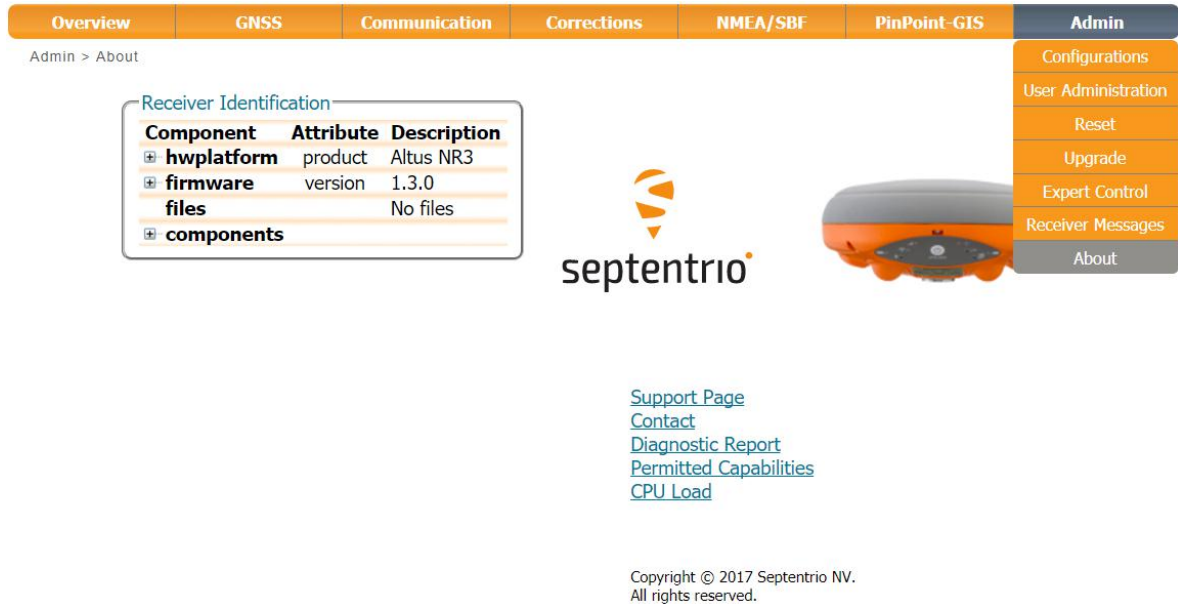 Overview GNSS Communication Corrections NMEA/SBF PinPoint-GIS Admin
Admin > About
Configurations
User Administration
Reset
Upgrade
Expert Control
Receiver Messages
About
Receiver Identification
Component Attribute Description
hwplatform product Altus NR3
firmware version 1.3.0
files No files
components
septentrio
Support Page
Contact
Diagnostic Report
Permitted Capabilities
CPU Load
Copyright © 2017 Septentrio NV.
All rights reserved.